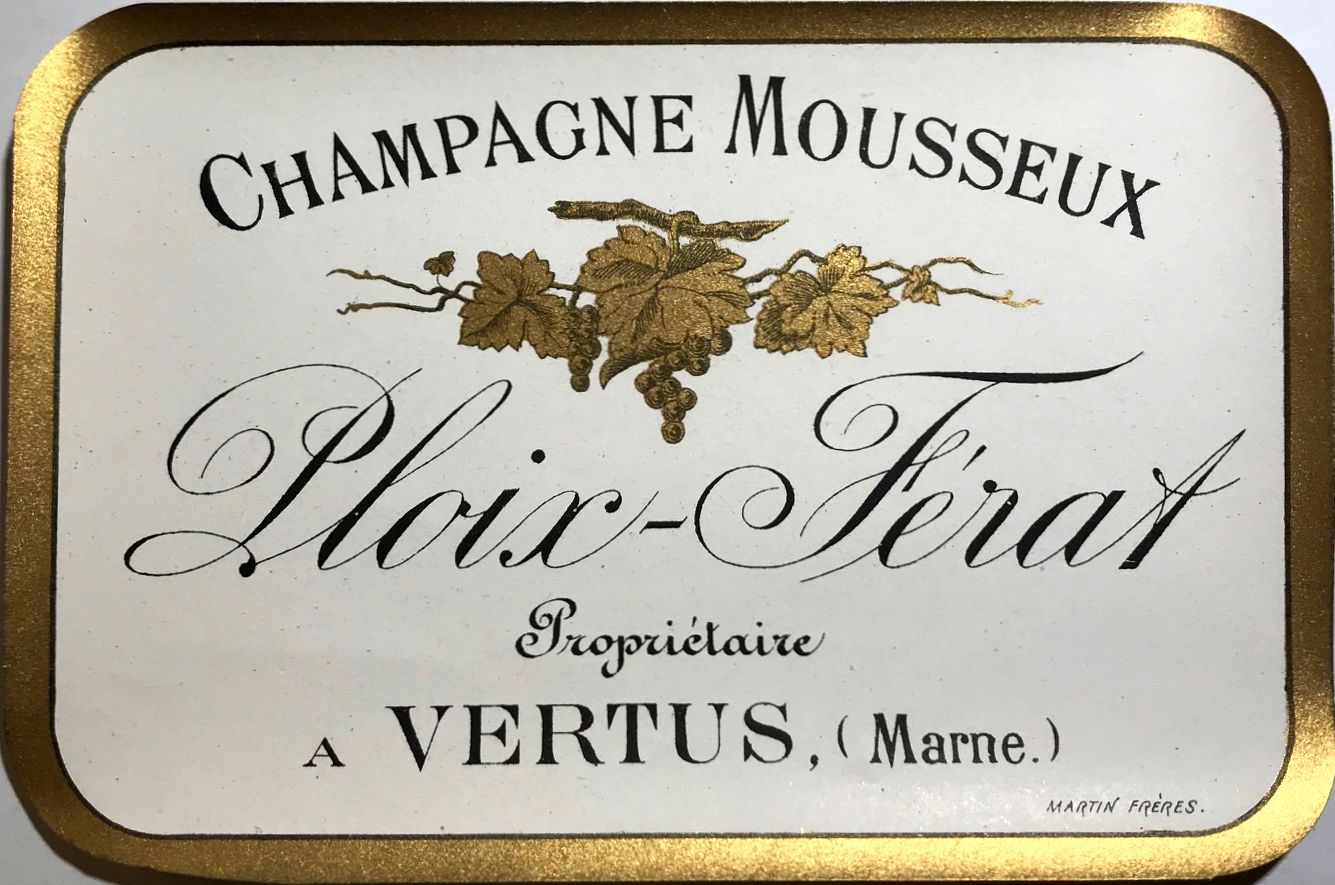 CHAMPAGNE MOUSSEUX
Ploix-Férat
Propriétaire
A VERTUS, (Marne.)
MARTIN FRÈRES.